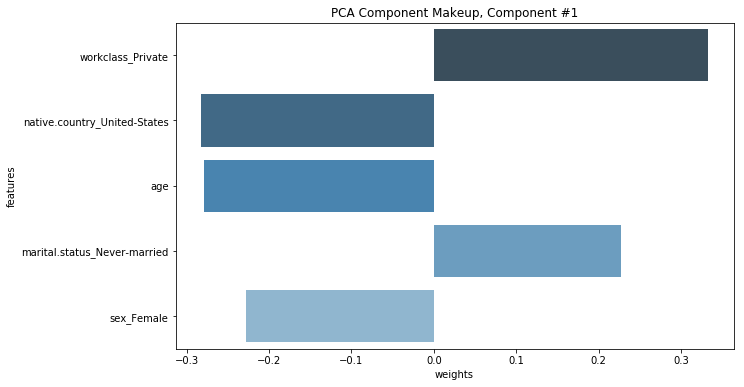 PCA Component Makeup, Component #1
workclass_Private
native.country_United-States
age
marital.status_Never-married
sex_Female
features
−0.3 −0.2 −0.1 0.0 0.1 0.2 0.3
weights